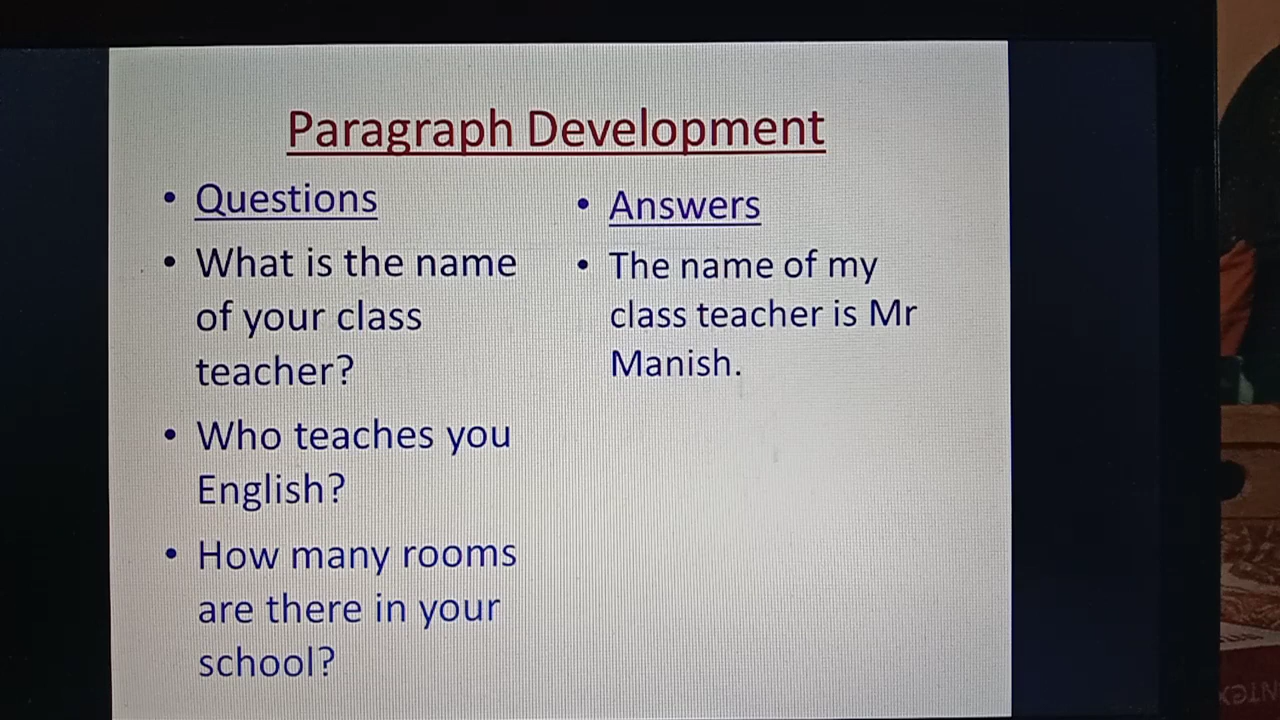 Paragraph Development
• Questions
• What is the name
of your class
teacher?
• Who teaches you
English?
• How many rooms
are there in your
school?
• Answers
• The name of my
class teacher is Mr
Manish.